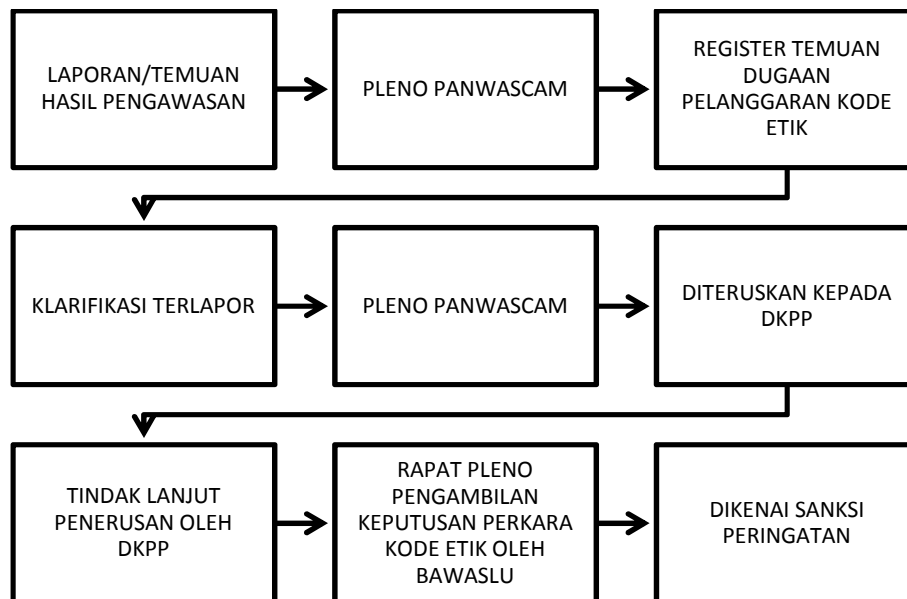 LAPORAN/TEMUAN
HASIL PENGAWASAN
PLENO PANWASCAM
REGISTER TEMUAN
DUGAAN
PELANGGARAN KODE
ETIK
KLARIFIKASI TERLAPOR
PLENO PANWASCAM
DITERUSKAN KEPADA
DKPP
TINDAK LANJUT
PENERUSAN OLEH
DKPP
RAPAT PLENO
PENGAMBILAN
KEPUTUSAN PERKARA
KODE ETIK OLEH
BAWASLU
DIKENAI SANKSI
PERINGATAN